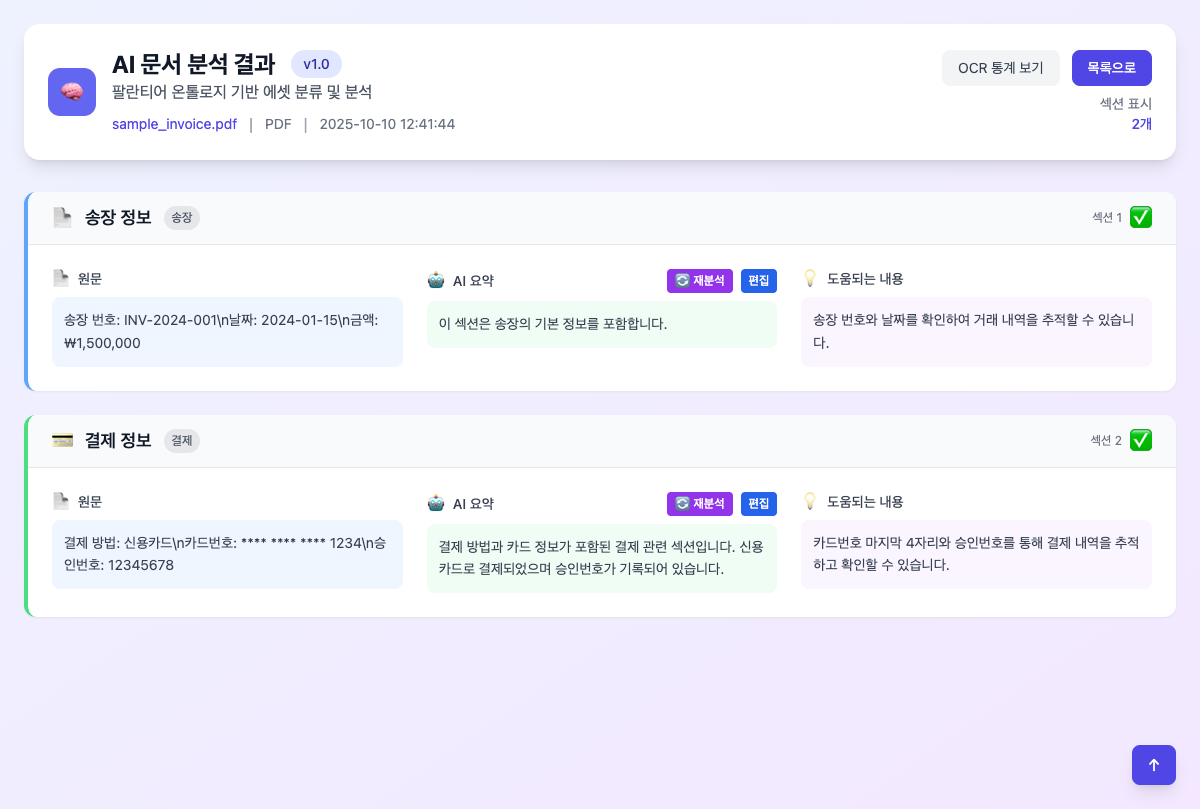 AI 문서 분석 결과 v1.0
팔란티어 온톨로지 기반 에셋 분류 및 분석
sample_invoice.pdf | PDF | 2025-10-10 12:41:44
OCR 통계 보기
목록으로
섹션 표시
2개
송장 정보 송장
섹션 1
원문
송장 번호: INV-2024-001\n날짜: 2024-01-15\n금액:
₩1,500,000
AI 요약
재분석
편집
이 섹션은 송장의 기본 정보를 포함합니다.
도움되는 내용
송장 번호와 날짜를 확인하여 거래 내역을 추적할 수 있습니
다.
결제 정보 결제
섹션 2
원문
결제 방법: 신용카드\n카드번호: **** **** **** 1234\n승
인번호: 12345678
AI 요약
재분석
편집
결제 방법과 카드 정보가 포함된 결제 관련 섹션입니다. 신용
카드로 결제되었으며 승인번호가 기록되어 있습니다.
도움되는 내용
카드번호 마지막 4자리와 승인번호를 통해 결제 내역을 추적
하고 확인할 수 있습니다.